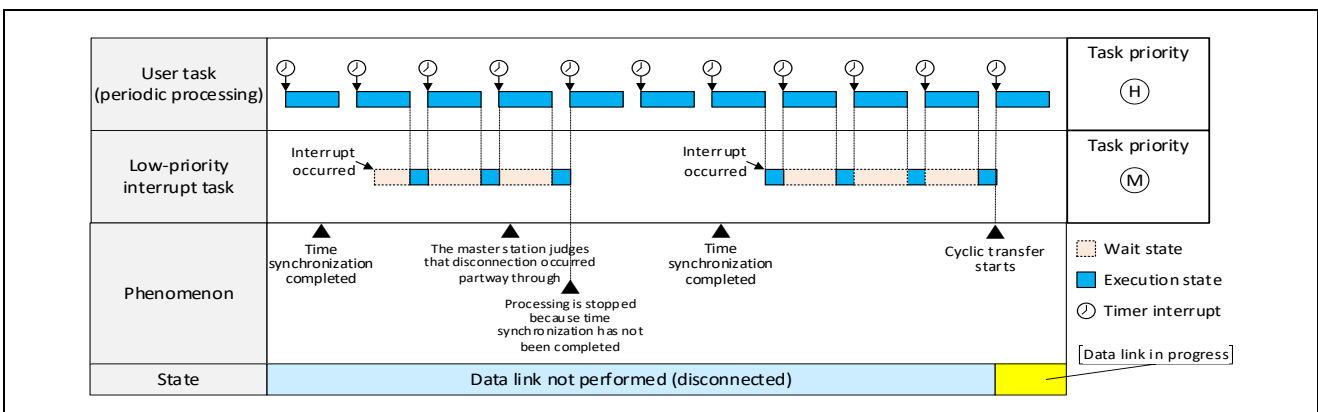 User task
(periodic processing)
Task priority
H
Low-priority
interrupt task
Interrupt
occurred
Interrupt
occurred
Task priority
M
Phenomenon
Time
synchronization
completed
The master station judges
that disconnection occurred
partway through
Processing is stopped
because time
synchronization has not
been completed
Time
synchronization
completed
Cyclic transfer
starts
Wait state
Execution state
Timer interrupt
[Data link in progress]
State
Data link not performed (disconnected)